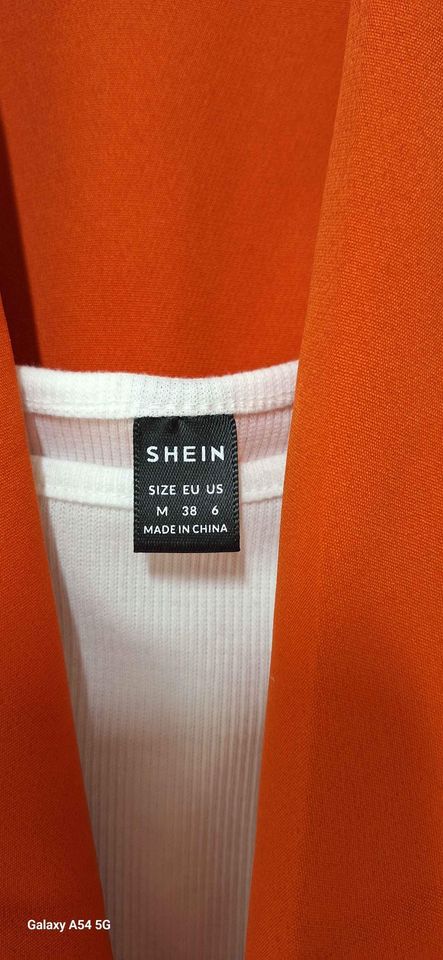 SHEIN
SIZE EU US
M 38 6
MADE IN CHINA
Galaxy A54 5G